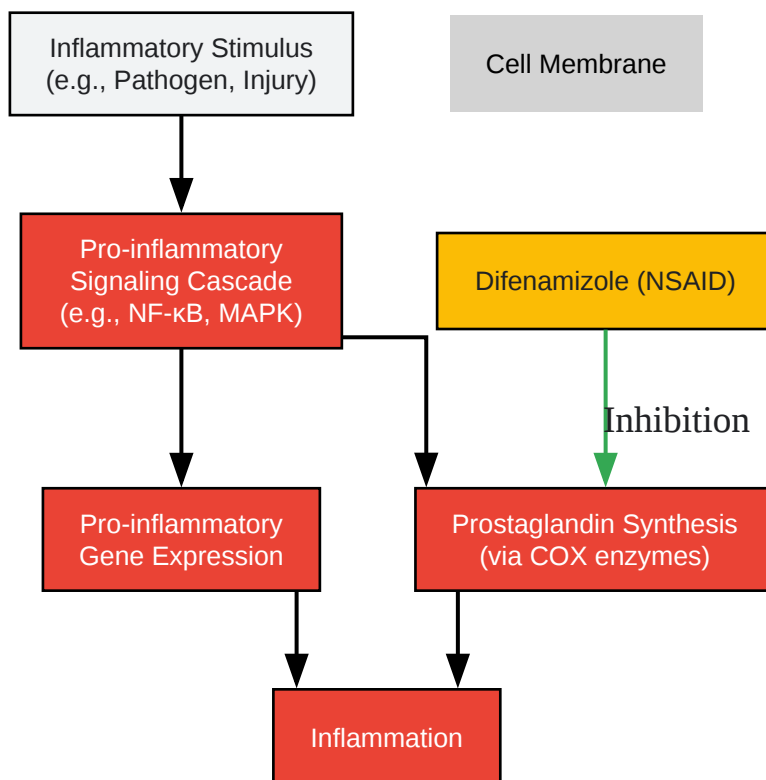 Inflammatory Stimulus
(e.g., Pathogen, Injury)
Cell Membrane
Pro-inflammatory
Signaling Cascade
(e.g., NF-κB, MAPK)
Difenamizole (NSAID)
Inhibition
Pro-inflammatory
Gene Expression
Prostaglandin Synthesis
(via COX enzymes)
Inflammation